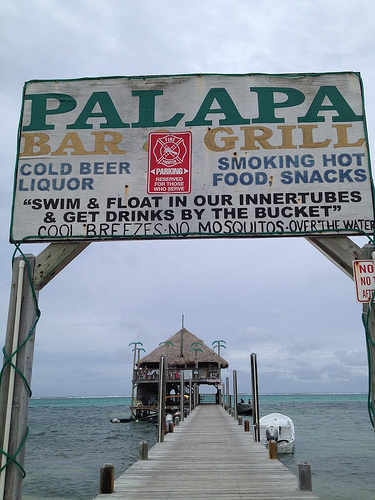 PALAPA
BAR & GRILL
FIRE
PARKING
RESERVED
FOR THOSE
WHO SERVE
COLD BEER
LIQUOR
SMOKING HOT
FOOD, SNACKS
"SWIM & FLOAT IN OUR INNERTUBES
& GET DRINKS BY THE BUCKET"
COOL BREEZES·NO MOSQUITOS·OVER THE WATER
NO
NO